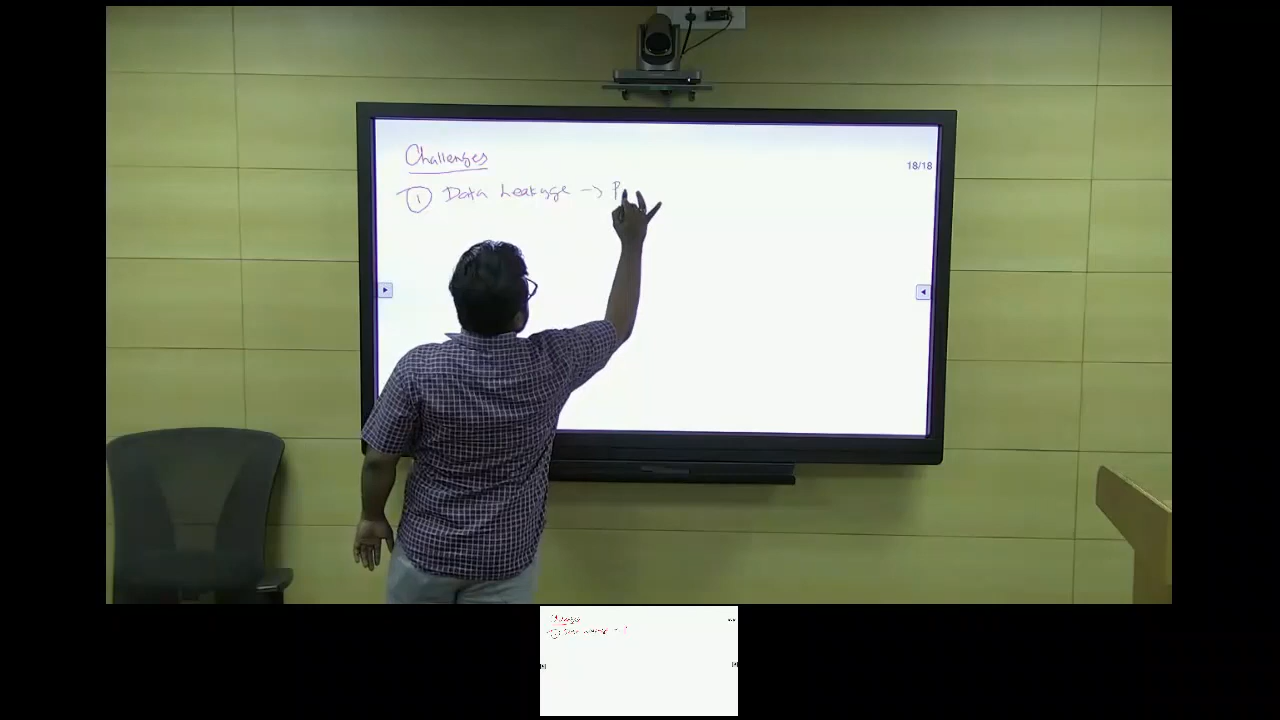 Challenges
18/18
1 Data Leakage → P